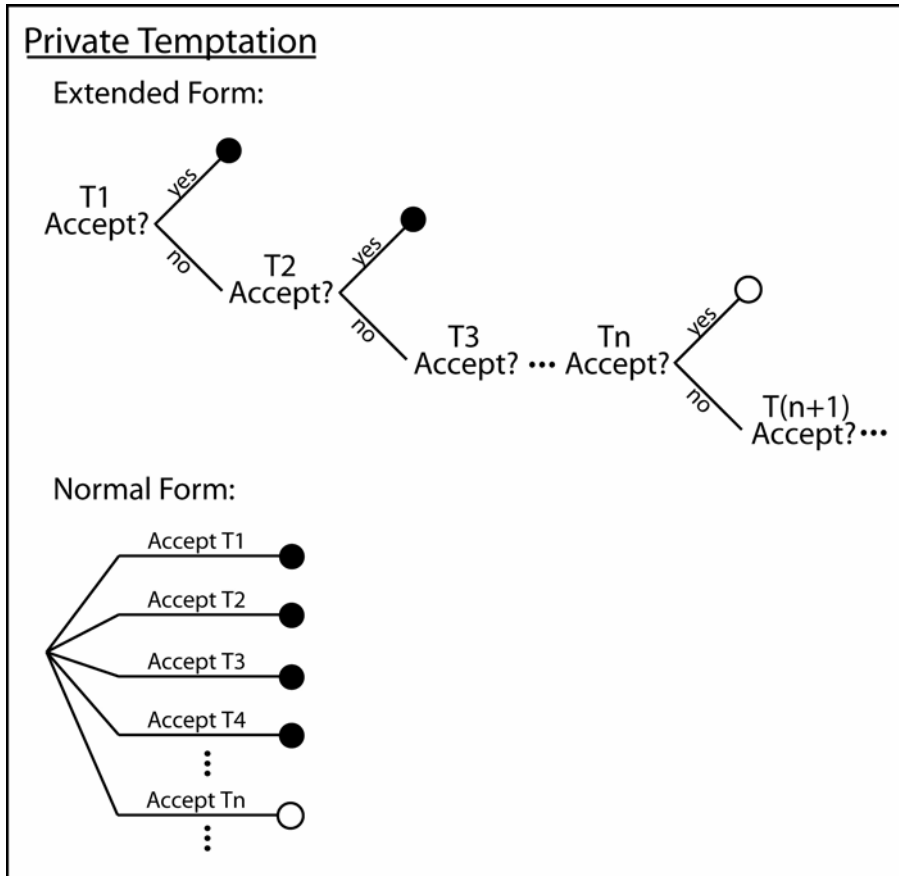 Private Temptation
Extended Form:
T1
Accept?
yes
no
T2
Accept?
yes
no
T3
Accept? ...
Tn
Accept?
yes
no
T(n+1)
Accept? ...
Normal Form:
Accept T1
Accept T2
Accept T3
Accept T4
Accept Tn